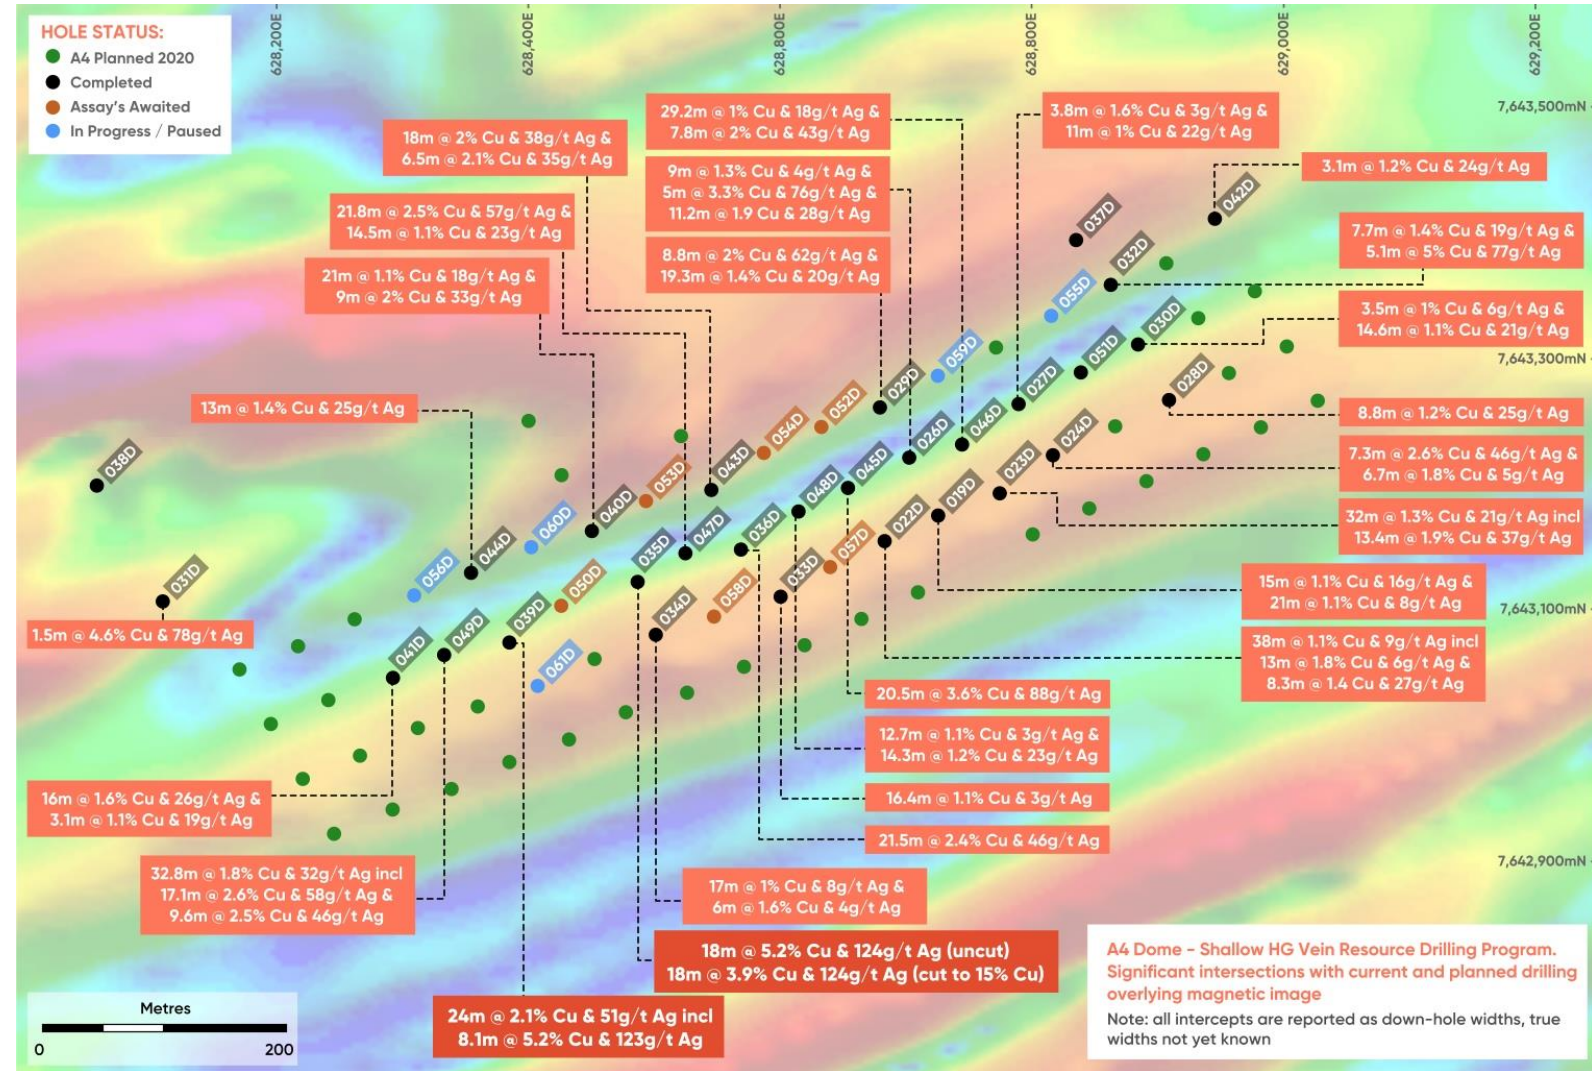 HOLE STATUS:
A4 Planned 2020
Completed
Assay's Awaited
In Progress / Paused
628,200E
628,400E
628,800E
628,800E
629,000E
629,200E
7,643,500mN
7,643,300mN
7,643,100mN
7,642,900mN
18m @ 2% Cu & 38g/t Ag &
6.5m @ 2.1% Cu & 35g/t Ag
21.8m @ 2.5% Cu & 57g/t Ag &
14.5m @ 1.1% Cu & 23g/t Ag
21m @ 1.1% Cu & 18g/t Ag &
9m @ 2% Cu & 33g/t Ag
13m @ 1.4% Cu & 25g/t Ag
29.2m @ 1% Cu & 18g/t Ag &
7.8m @ 2% Cu & 43g/t Ag
9m @ 1.3% Cu & 4g/t Ag &
5m @ 3.3% Cu & 76g/t Ag &
11.2m @ 1.9 Cu & 28g/t Ag
8.8m @ 2% Cu & 62g/t Ag &
19.3m @ 1.4% Cu & 20g/t Ag
3.8m @ 1.6% Cu & 3g/t Ag &
11m @ 1% Cu & 22g/t Ag
3.1m @ 1.2% Cu & 24g/t Ag
7.7m @ 1.4% Cu & 19g/t Ag &
5.1m @ 5% Cu & 77g/t Ag
3.5m @ 1% Cu & 6g/t Ag &
14.6m @ 1.1% Cu & 21g/t Ag
8.8m @ 1.2% Cu & 25g/t Ag
7.3m @ 2.6% Cu & 46g/t Ag &
6.7m @ 1.8% Cu & 5g/t Ag
32m @ 1.3% Cu & 21g/t Ag incl
13.4m @ 1.9% Cu & 37g/t Ag
15m @ 1.1% Cu & 16g/t Ag &
21m @ 1.1% Cu & 8g/t Ag
38m @ 1.1% Cu & 9g/t Ag incl
13m @ 1.8% Cu & 6g/t Ag &
8.3m @ 1.4 Cu & 27g/t Ag
037D
042D
032D
055D
030D
051D
028D
059D
027D
029D
046D
024D
052D
026D
023D
054D
045D
019D
043D
048D
022D
053D
036D
057D
040D
047D
033D
060D
035D
058D
044D
050D
034D
056D
039D
061D
049D
041D
038D
031D
1.5m @ 4.6% Cu & 78g/t Ag
16m @ 1.6% Cu & 26g/t Ag &
3.1m @ 1.1% Cu & 19g/t Ag
32.8m @ 1.8% Cu & 32g/t Ag incl
17.1m @ 2.6% Cu & 58g/t Ag &
9.6m @ 2.5% Cu & 46g/t Ag
20.5m @ 3.6% Cu & 88g/t Ag
12.7m @ 1.1% Cu & 3g/t Ag &
14.3m @ 1.2% Cu & 23g/t Ag
16.4m @ 1.1% Cu & 3g/t Ag
21.5m @ 2.4% Cu & 46g/t Ag
17m @ 1% Cu & 8g/t Ag &
6m @ 1.6% Cu & 4g/t Ag
18m @ 5.2% Cu & 124g/t Ag (uncut)
18m @ 3.9% Cu & 124g/t Ag (cut to 15% Cu)
24m @ 2.1% Cu & 51g/t Ag incl
8.1m @ 5.2% Cu & 123g/t Ag
Metres
0 200
A4 Dome - Shallow HG Vein Resource Drilling Program.
Significant intersections with current and planned drilling
overlying magnetic image
Note: all intercepts are reported as down-hole widths, true
widths not yet known